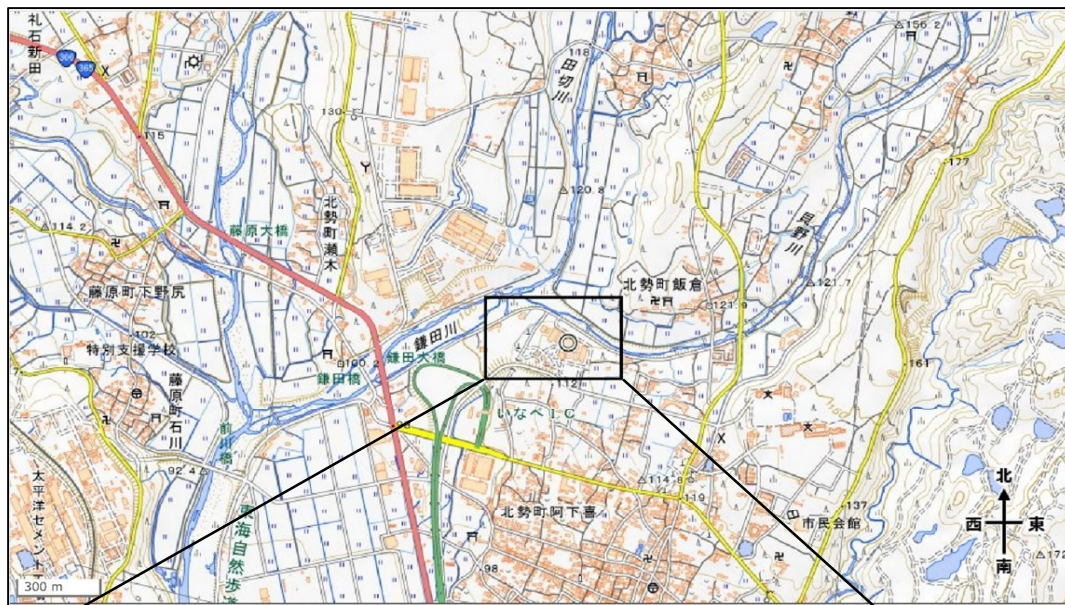 礼石新田
306
365
118
田切川
156.2
130
115
177
120.8
北勢町瀬木
員野川
114.2
藤原大橋
北勢町飯倉
121.9
121.7
藤原町下野尻
鎌田川
102
特別支援学校
鎌田大橋
100.2
鎌田橋
112
161
150
藤原町石川
いなべIC
前川橋
92.4
114.8
119
北
西 東
南
太平洋セメント工
東海自然歩道
北勢町阿下喜
市民会館
137
98
172
300 m